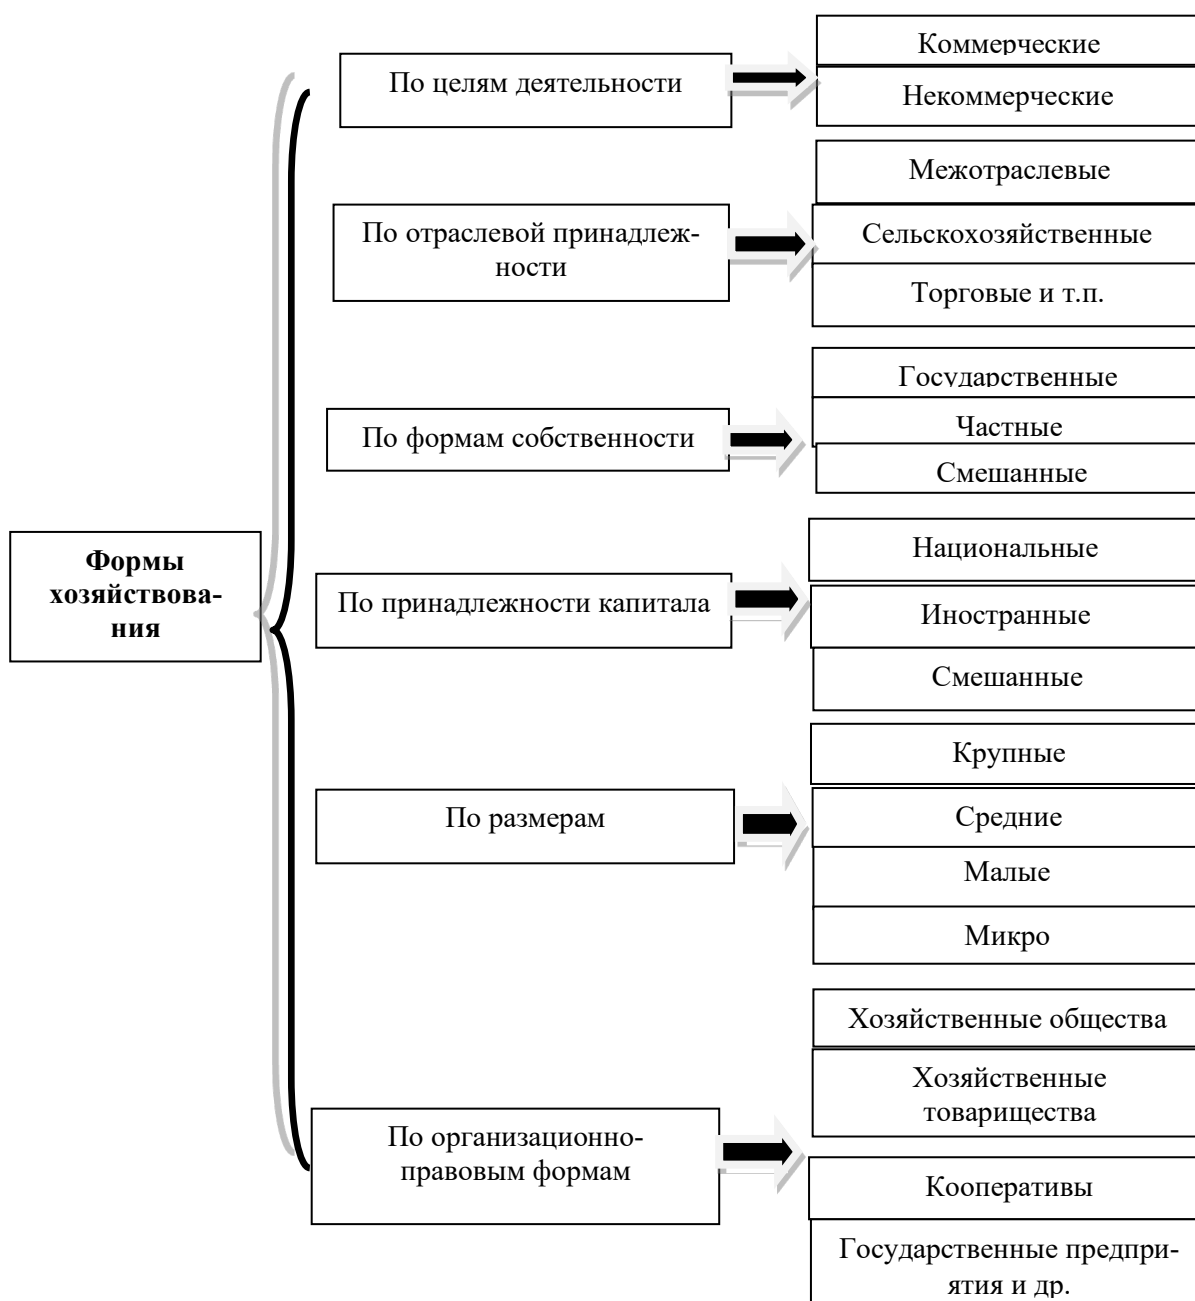 Формы
хозяйствова-
ния
По целям деятельности
Коммерческие
Некоммерческие
По отраслевой принадлеж-
ности
Межотраслевые
Сельскохозяйственные
Торговые и т.п.
По формам собственности
Государственные
Частные
Смешанные
По принадлежности капитала
Национальные
Иностранные
Смешанные
По размерам
Крупные
Средние
Малые
Микро
По организационно-
правовым формам
Хозяйственные общества
Хозяйственные
товарищества
Кооперативы
Государственные предпри-
ятия и др.